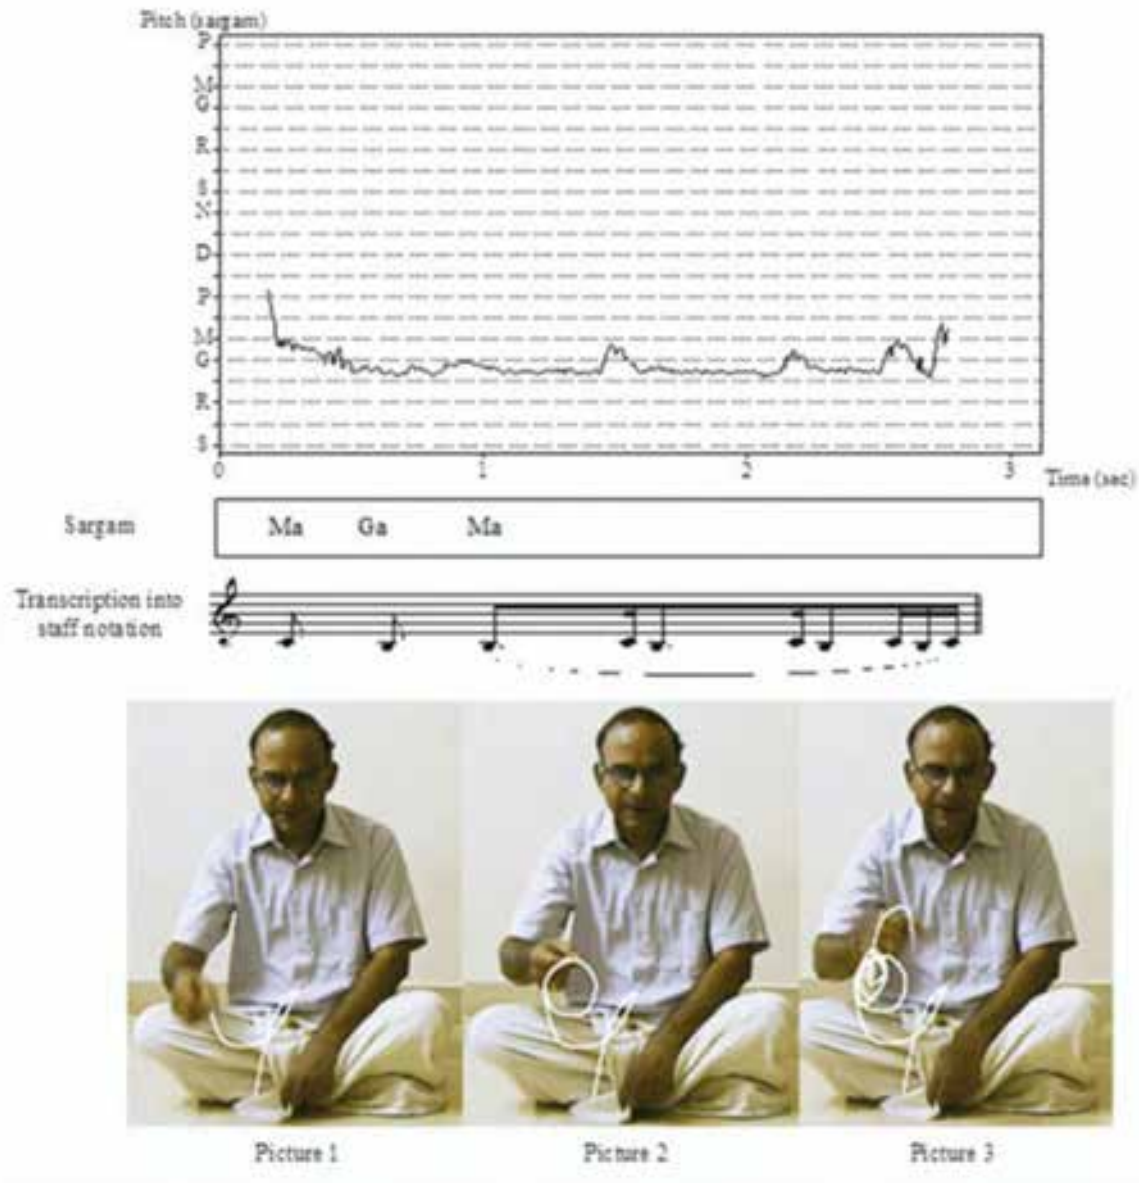 Pitch (sargam)
P
M
G
R
S
N
D
P
M
G
R
S
0 1 2 3
Time (sec)
Sargam Ma Ga Ma
Transcription into
staff notation
Picture 1 Picture 2 Picture 3